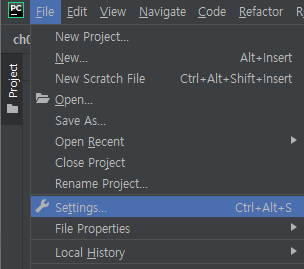 PC File Edit View Navigate Code Refactor
ch0
Project
New Project...
New... Alt+Insert
New Scratch File Ctrl+Alt+Shift+Insert
Open...
Save As...
Open Recent
Close Project
Rename Project...
Settings... Ctrl+Alt+S
File Properties
Local History